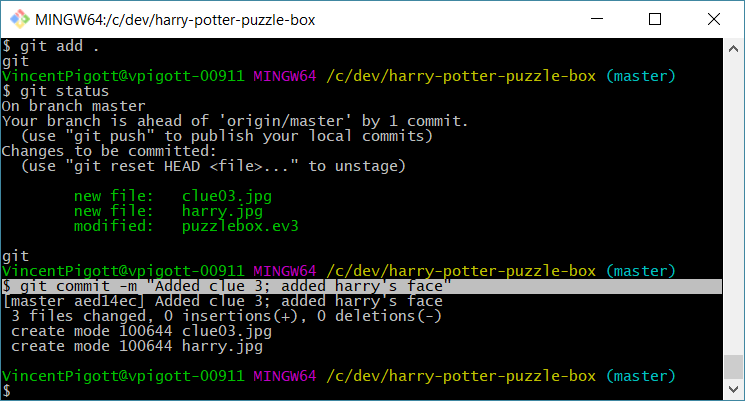 MINGW64:/c/dev/harry-potter-puzzle-box
$ git add .
git
VincentPigott@vpigott-00911 MINGW64 /c/dev/harry-potter-puzzle-box (master)
$ git status
On branch master
Your branch is ahead of 'origin/master' by 1 commit.
  (use "git push" to publish your local commits)
Changes to be committed:
  (use "git reset HEAD <file>..." to unstage)

        new file:   clue03.jpg
        new file:   harry.jpg
        modified:   puzzlebox.ev3

git
VincentPigott@vpigott-00911 MINGW64 /c/dev/harry-potter-puzzle-box (master)
$ git commit -m "Added clue 3; added harry's face"
[master aed14ec] Added clue 3; added harry's face
 3 files changed, 0 insertions(+), 0 deletions(-)
 create mode 100644 clue03.jpg
 create mode 100644 harry.jpg

VincentPigott@vpigott-00911 MINGW64 /c/dev/harry-potter-puzzle-box (master)
$